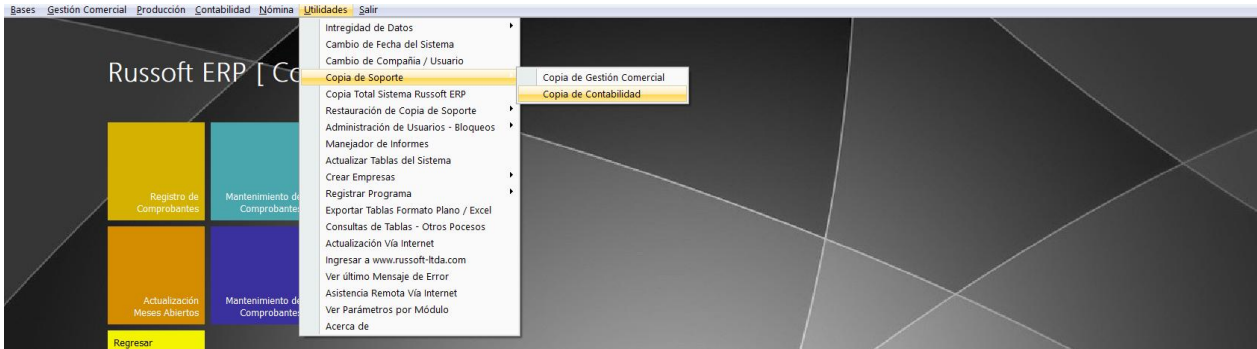 Bases Gestión Comercial Producción Contabilidad Nómina Utilidades Salir
Russoft ERP [ Co
Intregidad de Datos
Cambio de Fecha del Sistema
Cambio de Compañia / Usuario
Copia de Soporte
Copia Total Sistema Russoft ERP
Restauración de Copia de Soporte
Administración de Usuarios - Bloqueos
Manejador de Informes
Actualizar Tablas del Sistema
Crear Empresas
Registrar Programa
Exportar Tablas Formato Plano / Excel
Consultas de Tablas - Otros Pocesos
Actualización Vía Internet
Ingresar a www.russoft-ltda.com
Ver último Mensaje de Error
Asistencia Remota Vía Internet
Ver Parámetros por Módulo
Acerca de
Copia de Gestión Comercial
Copia de Contabilidad
Registro de
Comprobantes
Mantenimiento de
Comprobantes
Actualización
Meses Abiertos
Mantenimiento de
Comprobantes
Regresar